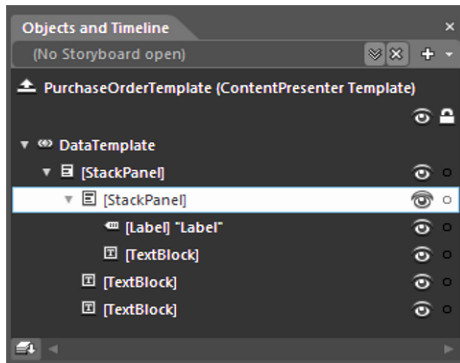 Objects and Timeline
(No Storyboard open)
PurchaseOrderTemplate (ContentPresenter Template)
DataTemplate
[StackPanel]
[StackPanel]
[Label] "Label"
[TextBlock]
[TextBlock]
[TextBlock]